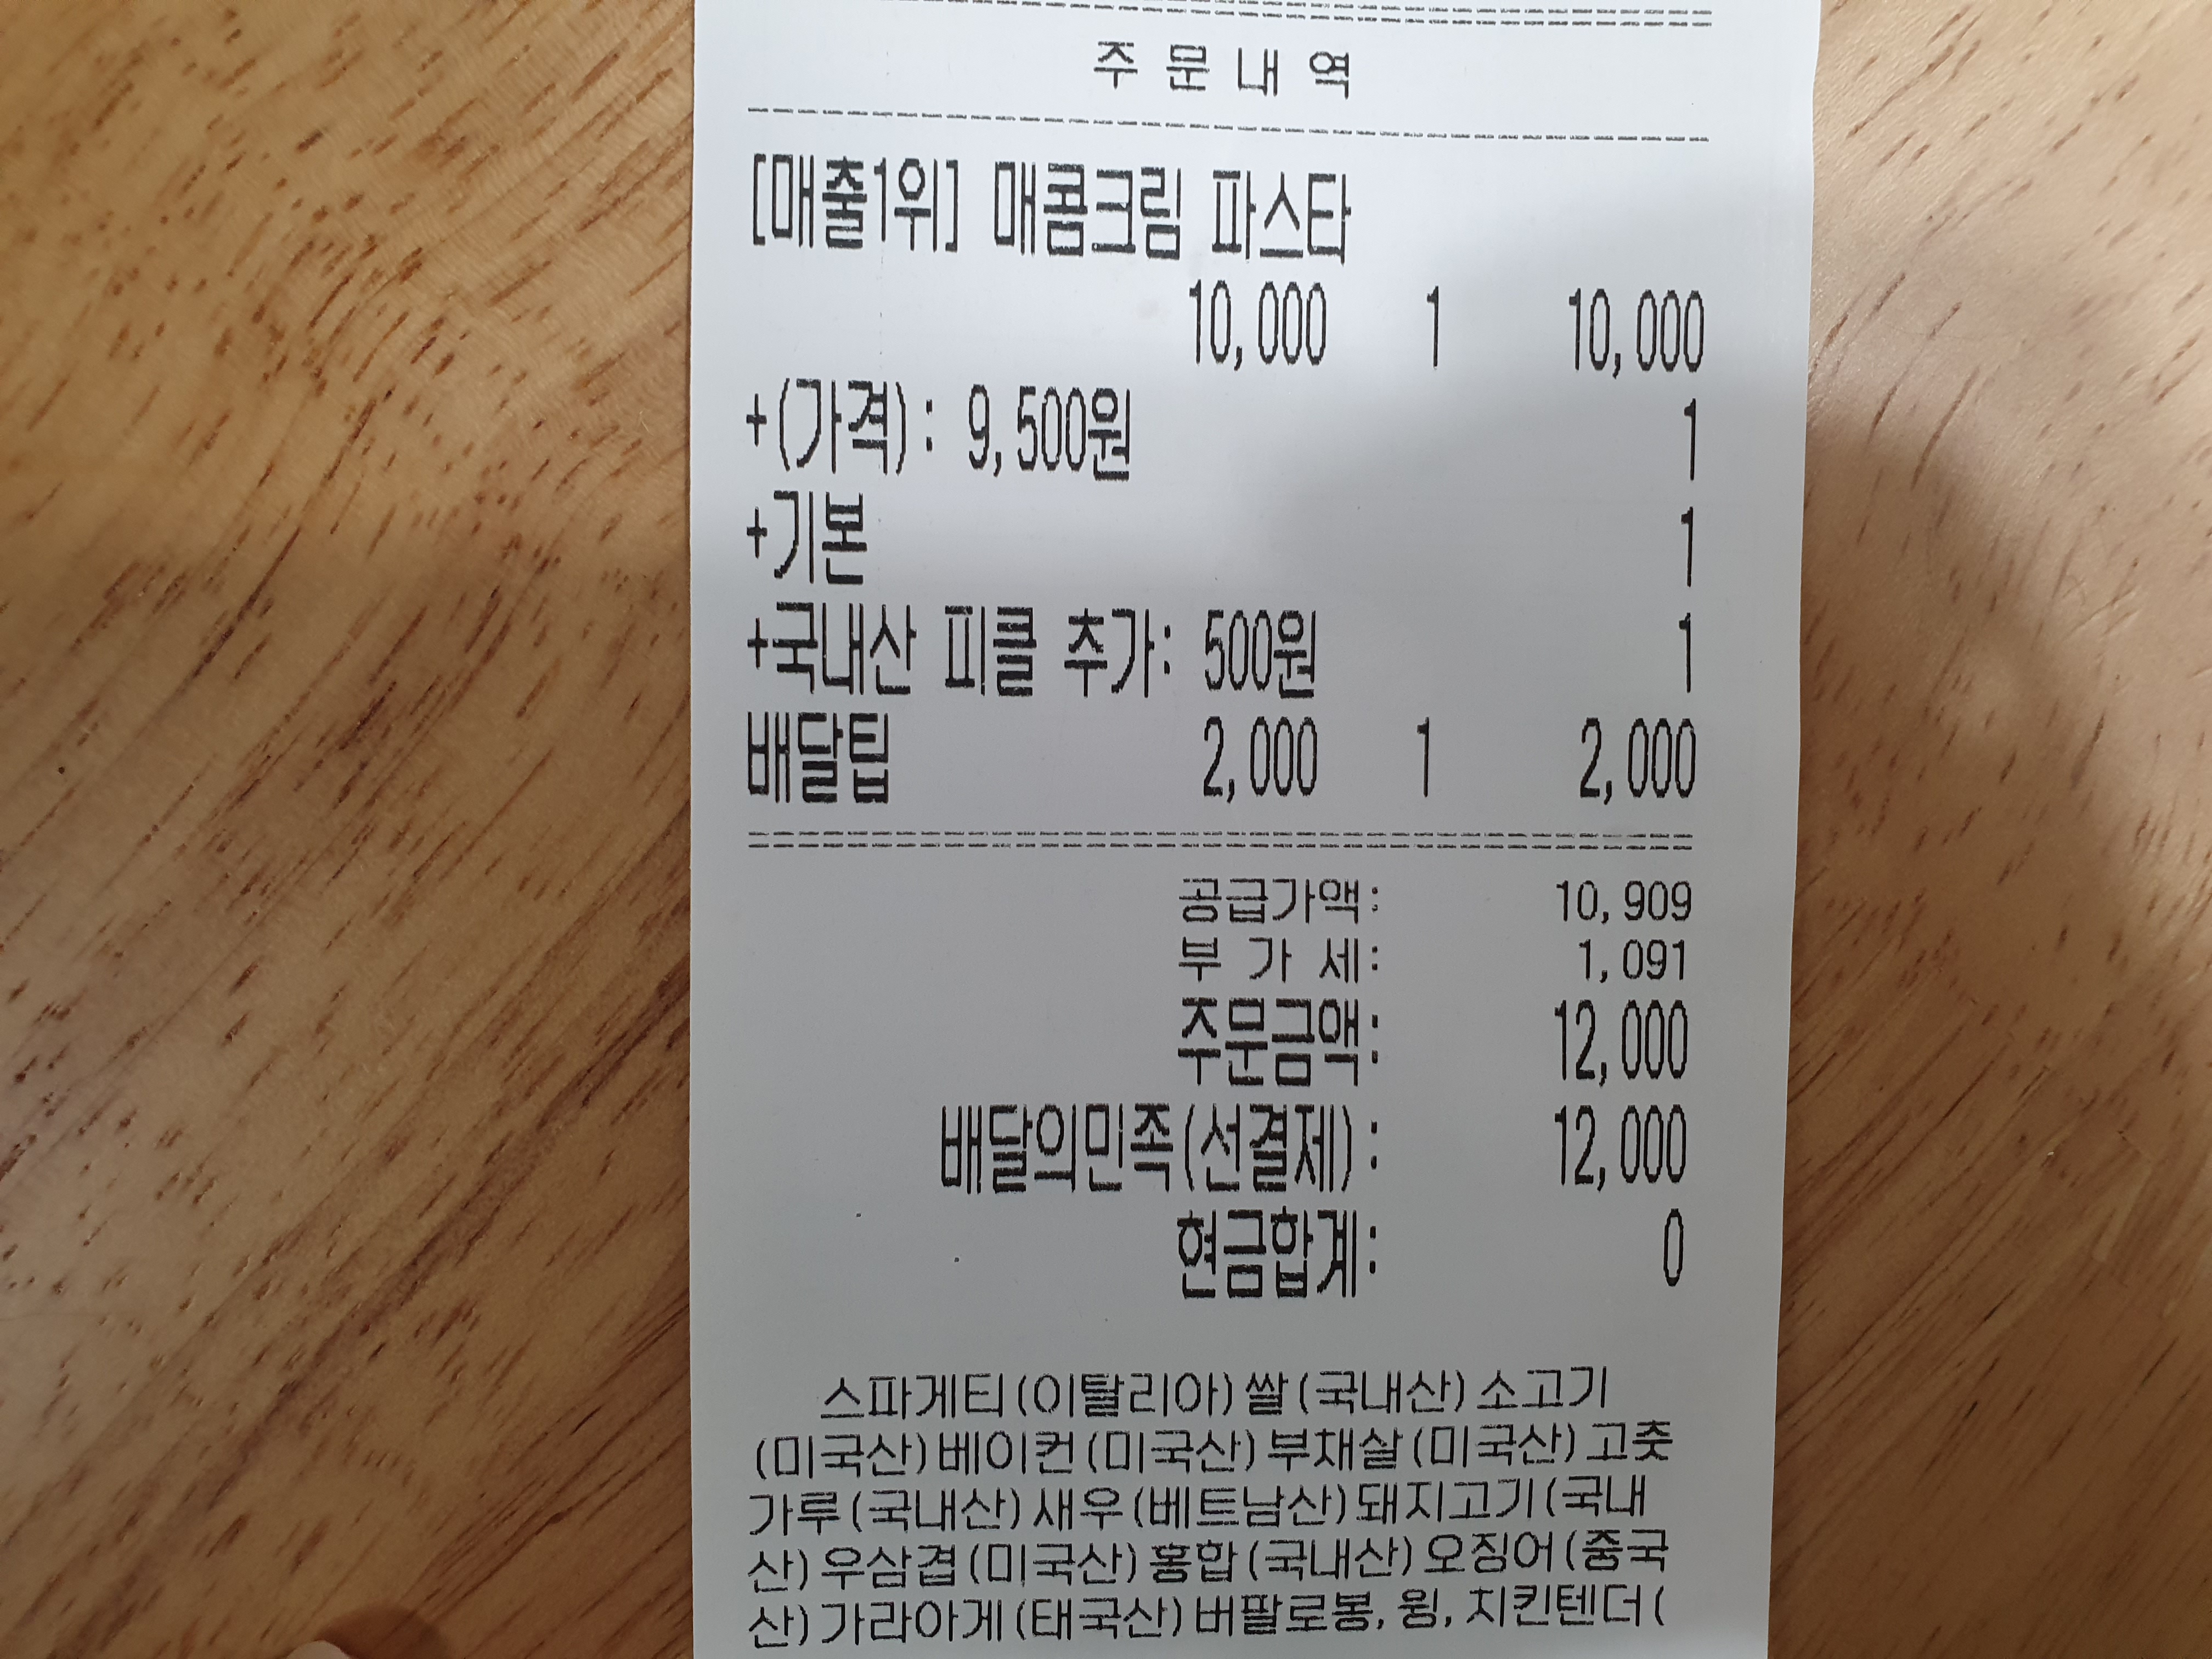 주 문 내 역
[매출1위] 매콤크림 파스타
10,000 1 10,000
+(가격): 9,500원 1
+기본 1
+국내산 피클 추가: 500원 1
배달팁 2,000 1 2,000
공급가액: 10,909
부 가 세: 1,091
주문금액: 12,000
배달의민족(선결제): 12,000
현금합계: 0
스파게티(이탈리아)쌀(국내산)소고기
(미국산)베이컨(미국산)부채살(미국산)고춧
가루(국내산)새우(베트남산)돼지고기(국내
산)우삼겹(미국산)홍합(국내산)오징어(중국
산)가라아게(태국산)버팔로봉, 윙, 치킨텐더(